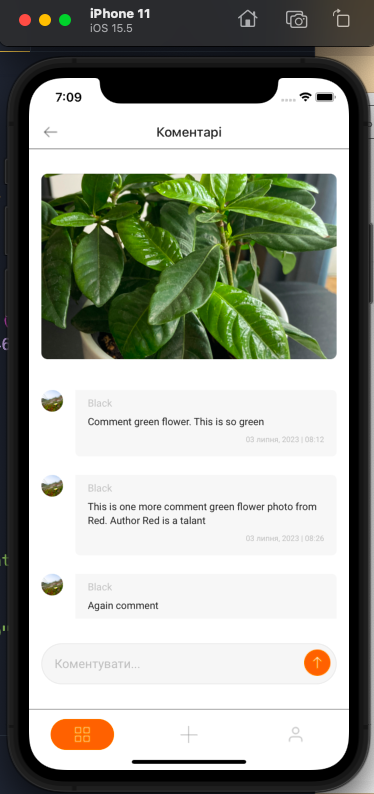 iPhone 11
iOS 15.5
7:09
Коментарі
Black
Comment green flower. This is so green
03 липня, 2023 | 08:12
Black
This is one more comment green flower photo from
Red. Author Red is a talant
03 липня, 2023 | 08:26
Black
Again comment
Коментувати...